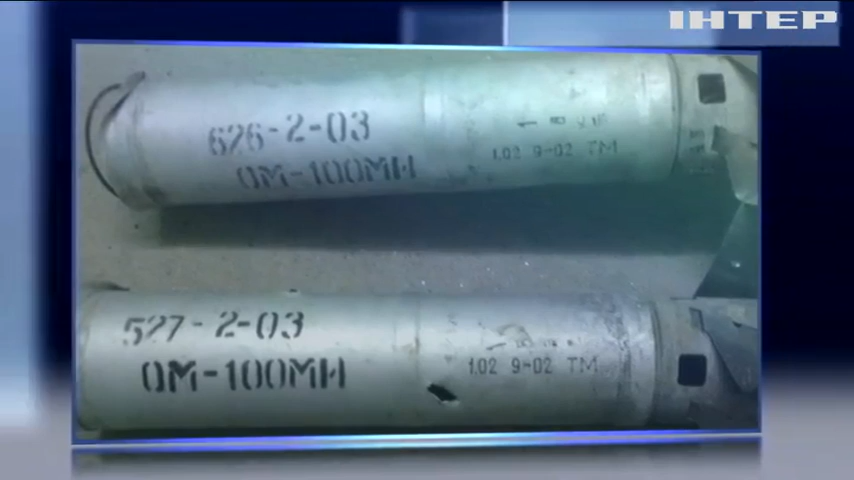 ІНТЕР
626-2-03
ОМ-100МИ
1.02 9-02 ТМ
527-2-03
ОМ-100МИ
1.02 9-02 ТМ